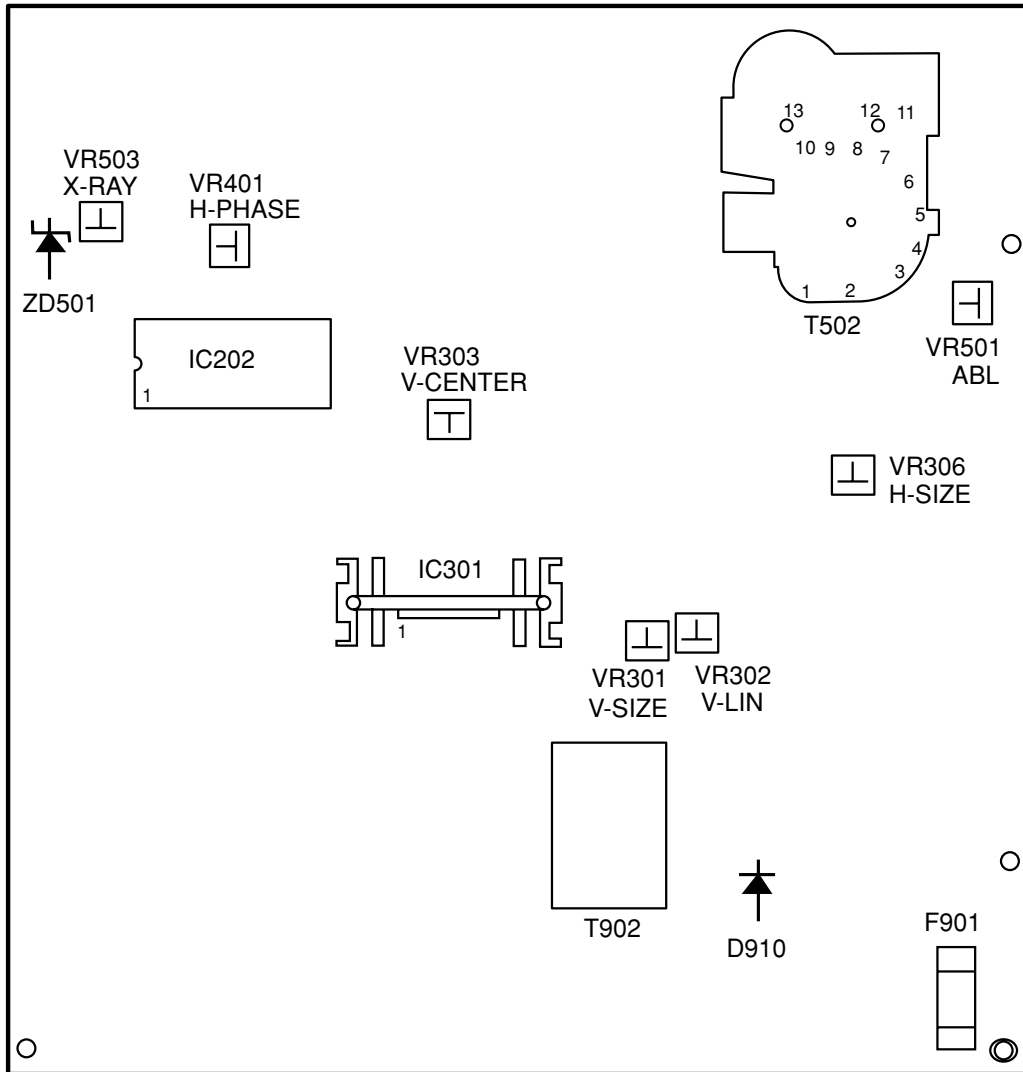 13
12
11
10
9
8
7
6
5
4
3
2
1
T502
VR503
X-RAY
VR401
H-PHASE
ZD501
IC202
1
VR303
V-CENTER
VR501
ABL
VR306
H-SIZE
IC301
1
VR301
V-SIZE
VR302
V-LIN
T902
D910
F901